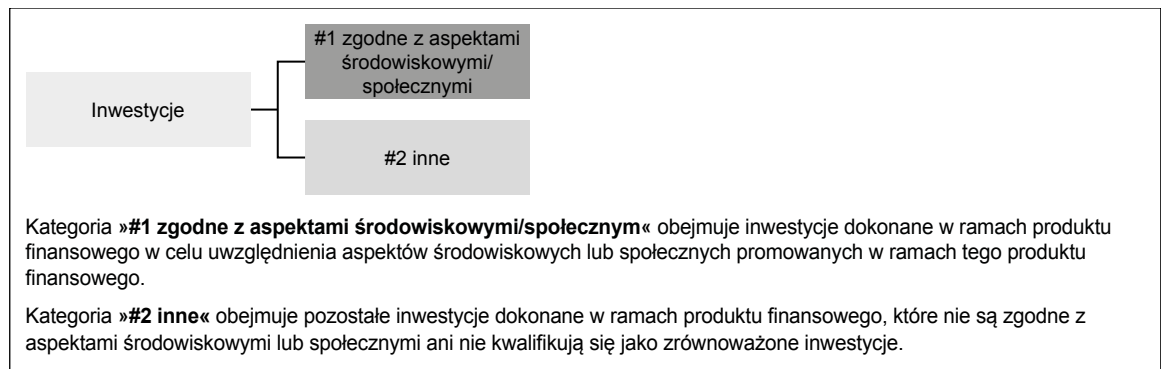 #1 zgodne z aspektami
środowiskowymi/
społecznymi
Inwestycje
#2 inne
Kategoria »#1 zgodne z aspektami środowiskowymi/społecznym« obejmuje inwestycje dokonane w ramach produktu
finansowego w celu uwzględnienia aspektów środowiskowych lub społecznych promowanych w ramach tego produktu
finansowego.
Kategoria »#2 inne« obejmuje pozostałe inwestycje dokonane w ramach produktu finansowego, które nie są zgodne z
aspektami środowiskowymi lub społecznymi ani nie kwalifikują się jako zrównoważone inwestycje.